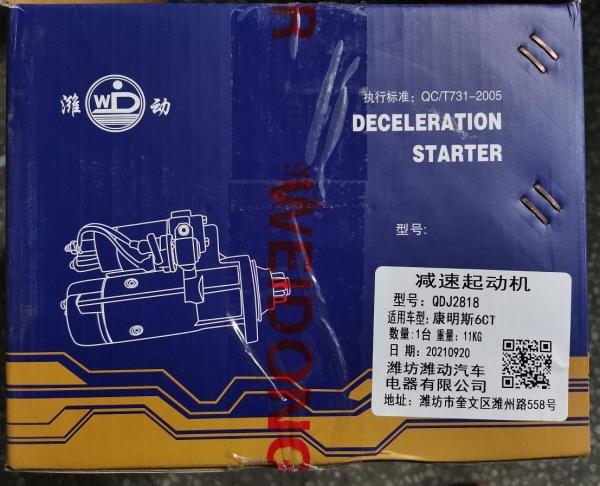 潍 WD 动
执行标准: QC/T731-2005
DECELERATION
STARTER
型号:
WEIDONG
减速起动机
型号: QDJ2818
适用车型: 康明斯6CT
数量:1台 重量: 11KG
日 期: 20210920
潍坊潍动汽车
电器有限公司
地址: 潍坊市奎文区潍州路558号